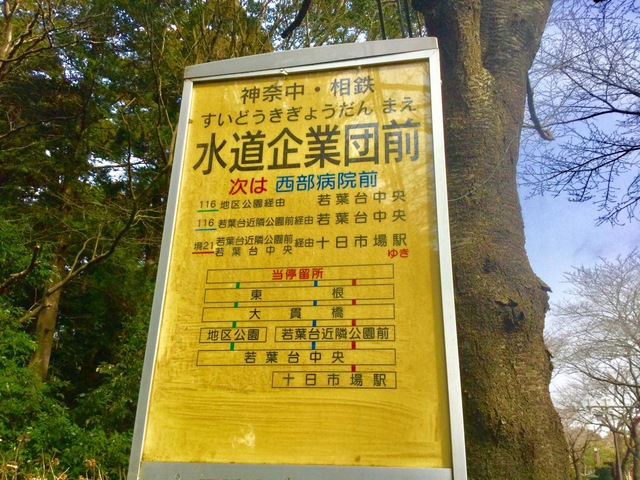 神奈中・相鉄
すいどうきぎょうだん まえ
水道企業団前
次は 西部病院前
116 地区公園経由 若葉台中央
116 若葉台近隣公園前経由 若葉台中央
境21 若葉台近隣公園前 若葉台中央 経由 十日市場駅
ゆき
当停留所
東根
大貫橋
地区公園 若葉台近隣公園前
若葉台中央
十日市場駅